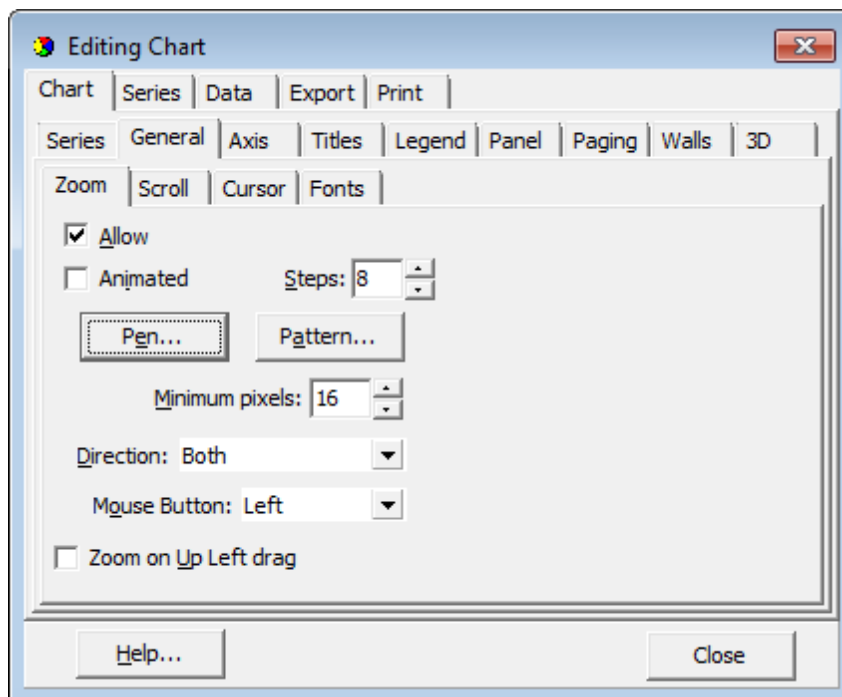 Editing Chart
Chart Series Data Export Print
Series General Axis Titles Legend Panel Paging Walls 3D
Zoom Scroll Cursor Fonts
Allow
Animated Steps: 8
Pen... Pattern...
Minimum pixels: 16
Direction: Both
Mouse Button: Left
Zoom on Up Left drag
Help... Close